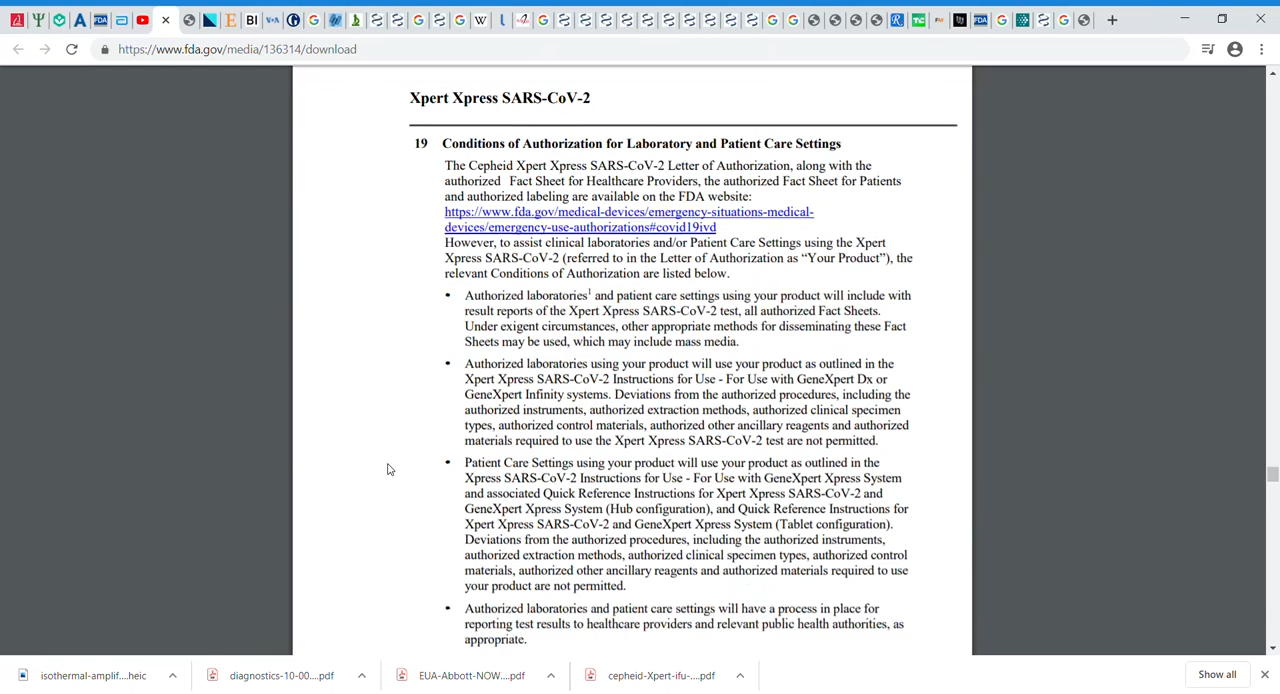 https://www.fda.gov/media/136314/download
Xpert Xpress SARS-CoV-2
19 Conditions of Authorization for Laboratory and Patient Care Settings
The Cepheid Xpert Xpress SARS-CoV-2 Letter of Authorization, along with the
authorized Fact Sheet for Healthcare Providers, the authorized Fact Sheet for Patients
and authorized labeling are available on the FDA website:
https://www.fda.gov/medical-devices/emergency-situations-medical-
devices/emergency-use-authorizations#covid19ivd
However, to assist clinical laboratories and/or Patient Care Settings using the Xpert
Xpress SARS-CoV-2 (referred to in the Letter of Authorization as “Your Product”), the
relevant Conditions of Authorization are listed below.
• Authorized laboratories1 and patient care settings using your product will include with
result reports of the Xpert Xpress SARS-CoV-2 test, all authorized Fact Sheets.
Under exigent circumstances, other appropriate methods for disseminating these Fact
Sheets may be used, which may include mass media.
• Authorized laboratories using your product will use your product as outlined in the
Xpert Xpress SARS-CoV-2 Instructions for Use - For Use with GeneXpert Dx or
GeneXpert Infinity systems. Deviations from the authorized procedures, including the
authorized instruments, authorized extraction methods, authorized clinical specimen
types, authorized control materials, authorized other ancillary reagents and authorized
materials required to use the Xpert Xpress SARS-CoV-2 test are not permitted.
• Patient Care Settings using your product will use your product as outlined in the
Xpress SARS-CoV-2 Instructions for Use - For Use with GeneXpert Xpress System
and associated Quick Reference Instructions for Xpert Xpress SARS-CoV-2 and
GeneXpert Xpress System (Hub configuration), and Quick Reference Instructions for
Xpert Xpress SARS-CoV-2 and GeneXpert Xpress System (Tablet configuration).
Deviations from the authorized procedures, including the authorized instruments,
authorized extraction methods, authorized clinical specimen types, authorized control
materials, authorized other ancillary reagents and authorized materials required to use
your product are not permitted.
• Authorized laboratories and patient care settings will have a process in place for
reporting test results to healthcare providers and relevant public health authorities, as
appropriate.
isothermal-amplif....heic
diagnostics-10-00....pdf
EUA-Abbott-NOW....pdf
cepheid-Xpert-ifu-....pdf
Show all